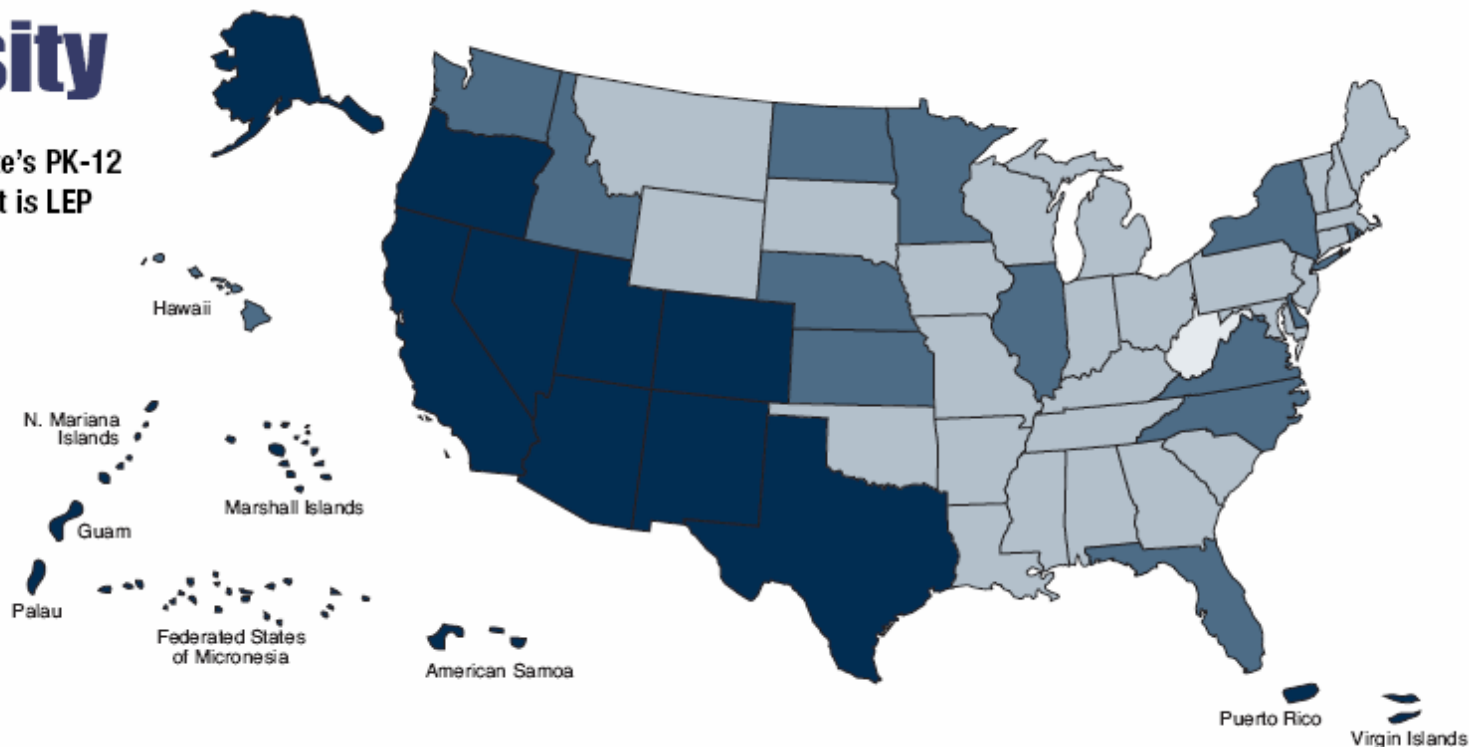 sity
e's PK-12
t is LEP
Hawaii
N. Mariana
Islands
Marshall Islands
Guam
Palau
Federated States
of Micronesia
American Samoa
Puerto Rico
Virgin Islands